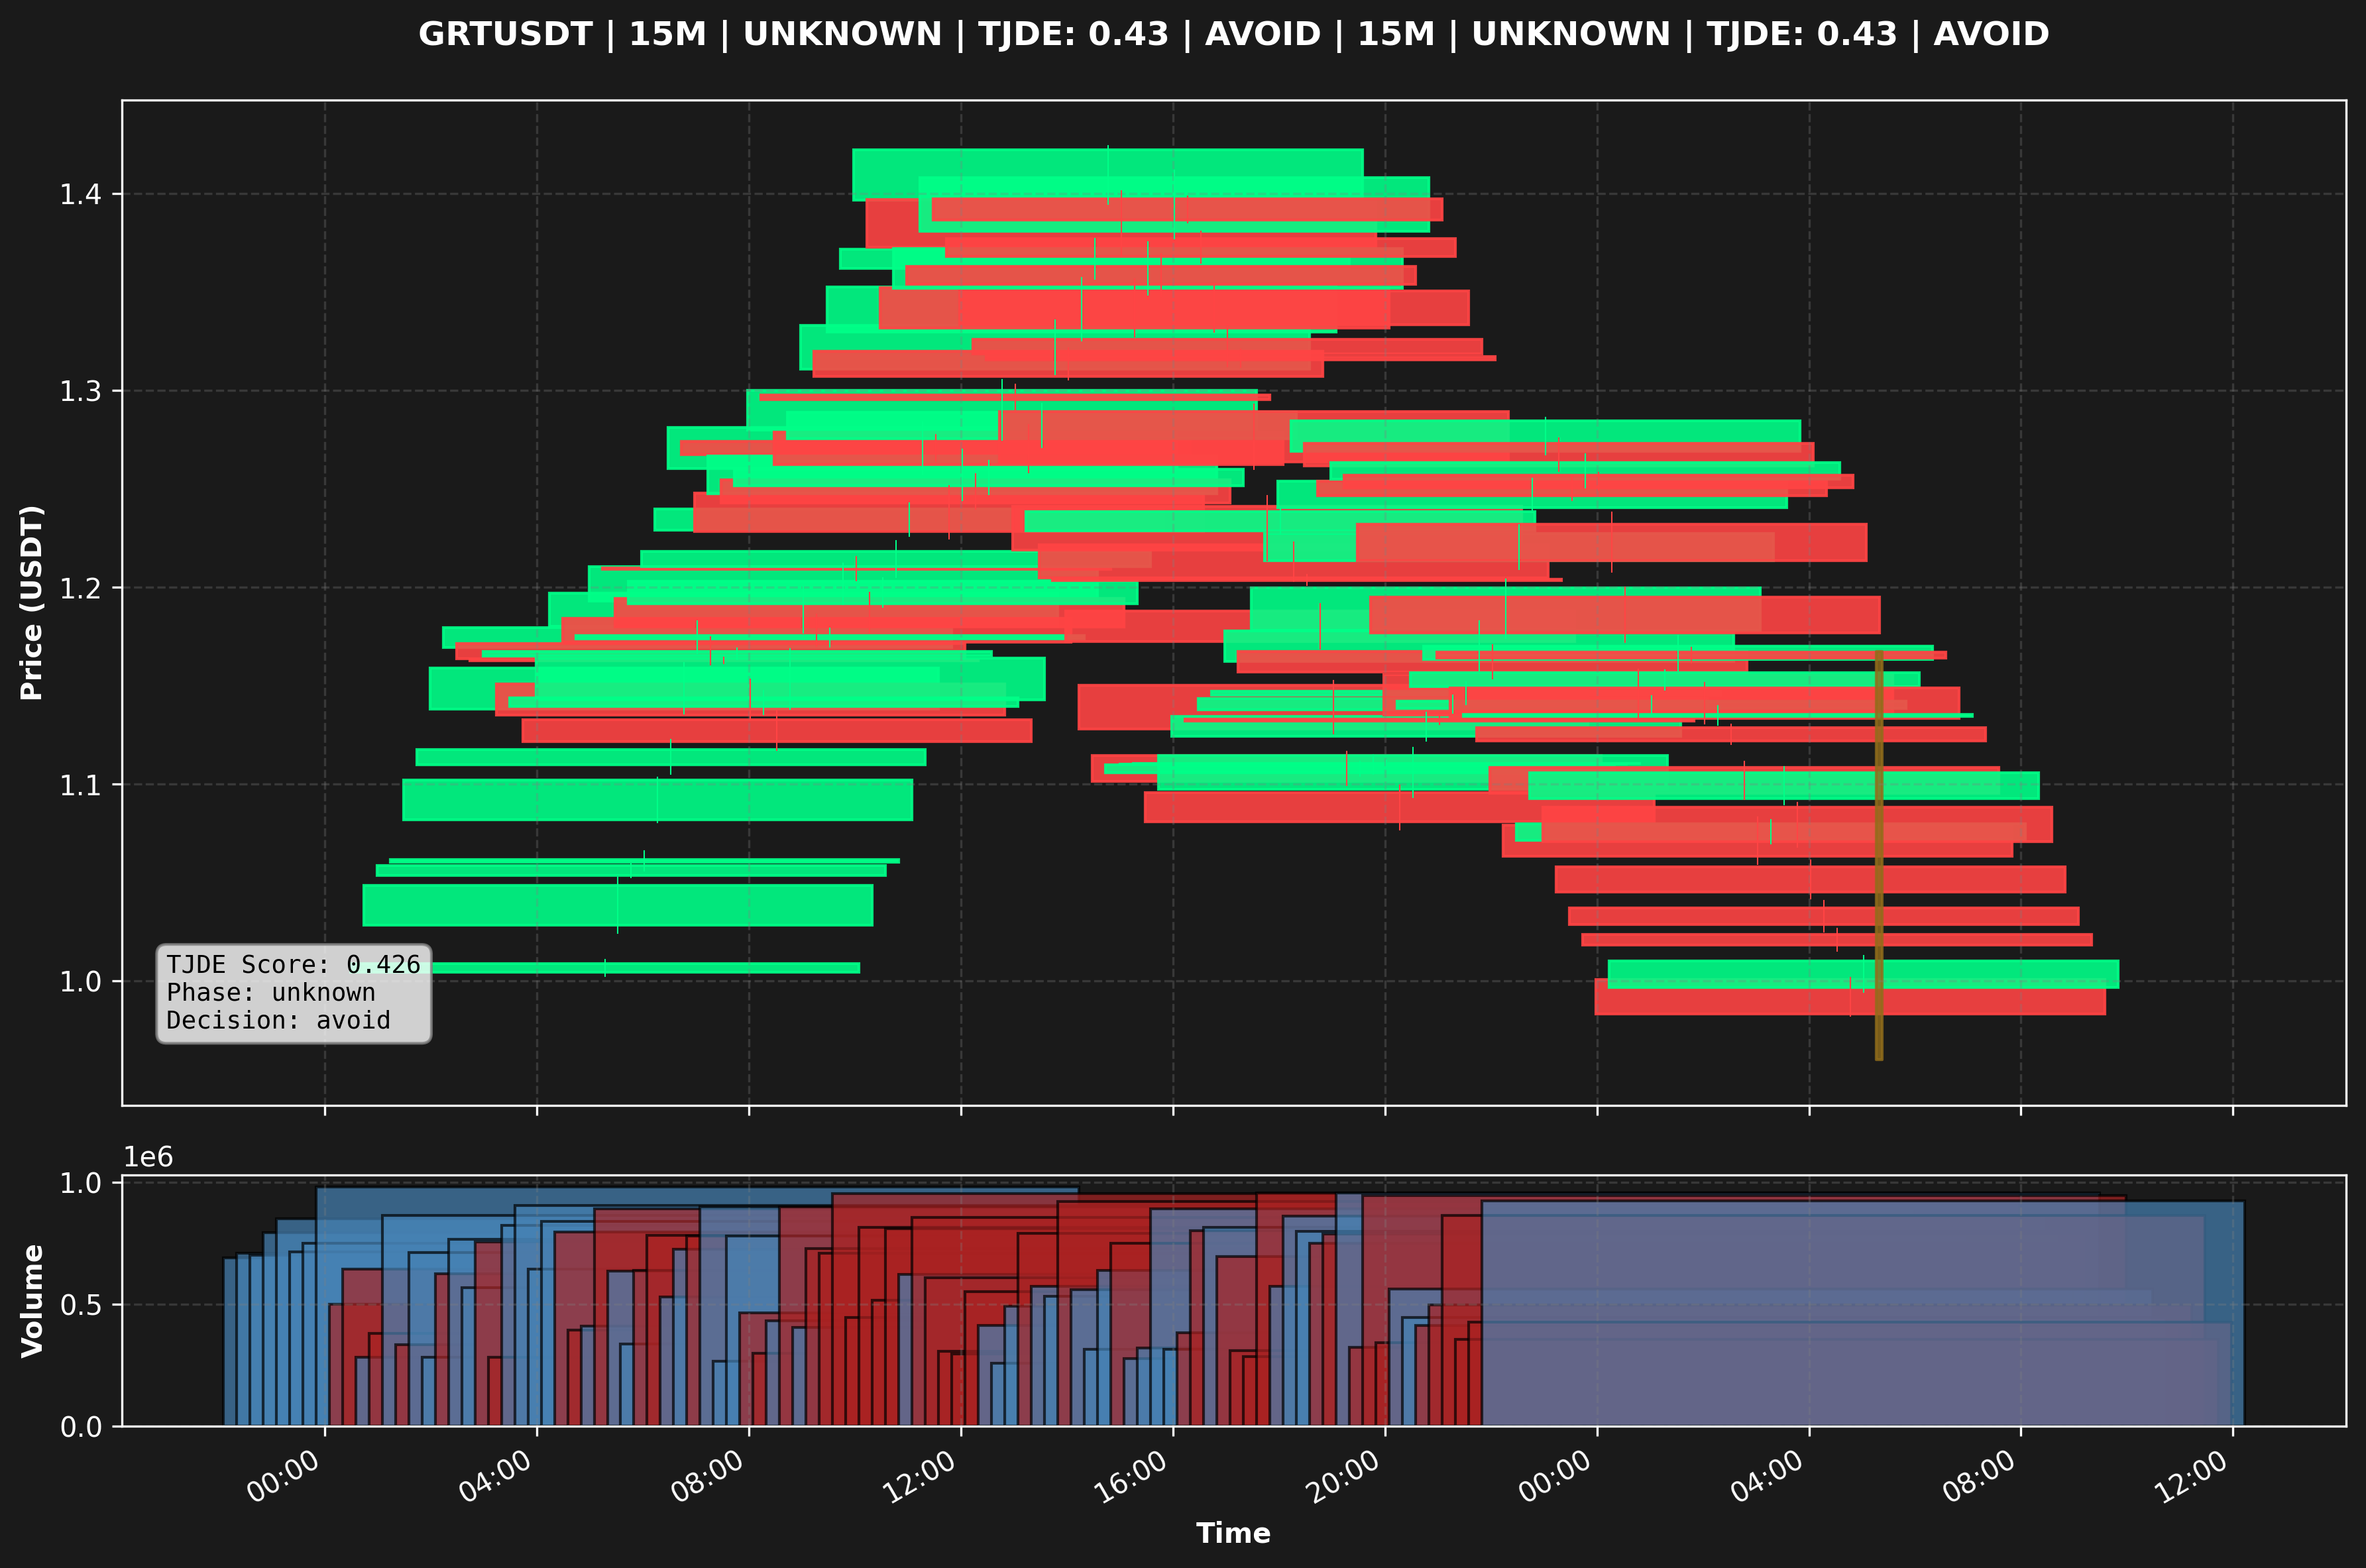 GRTUSDT | 15M | UNKNOWN | TJDE: 0.43 | AVOID | 15M | UNKNOWN | TJDE: 0.43 | AVOID
Price (USDT)
1.4
1.3
1.2
1.1
1.0
TJDE Score: 0.426
Phase: unknown
Decision: avoid
1e6
Volume
1.0
0.5
0.0
00:00
04:00
08:00
12:00
16:00
20:00
00:00
04:00
08:00
12:00
Time